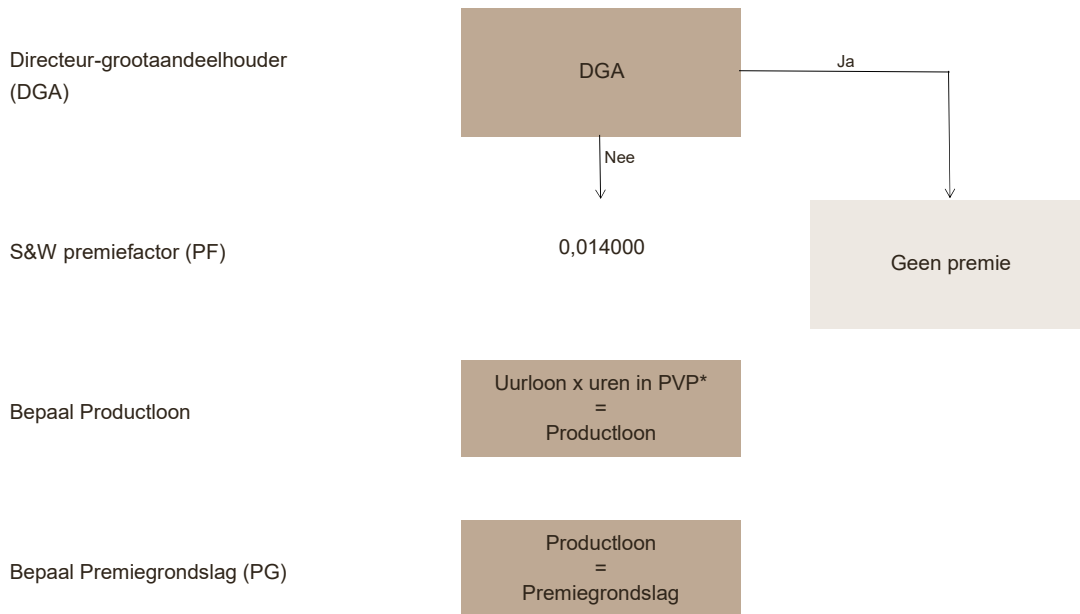 Directeur-grootaandeelhouder
(DGA)
DGA
Ja
Nee
S&W premiefactor (PF)
0,014000
Geen premie
Bepaal Productloon
Uurloon x uren in PVP*
=
Productloon
Bepaal Premiegrondslag (PG)
Productloon
=
Premiegrondslag